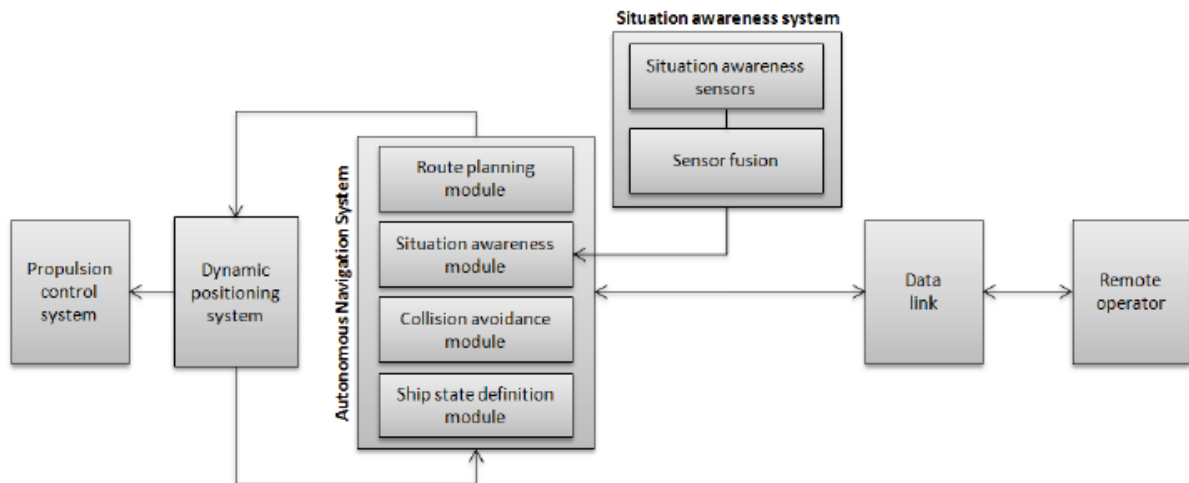 Situation awareness system
Situation awareness
sensors
Sensor fusion
Autonomous Navigation System
Route planning
module
Situation awareness
module
Collision avoidance
module
Ship state definition
module
Propulsion
control
system
Dynamic
positioning
system
Data
link
Remote
operator